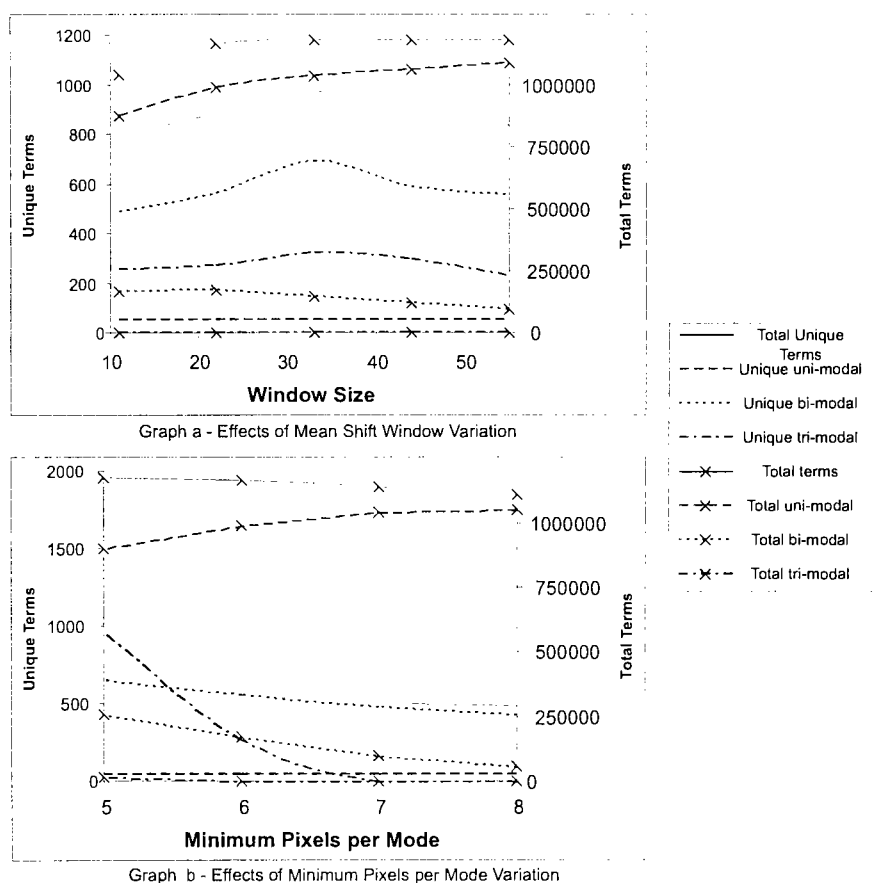 1200
1000
800
600
400
200
0
Unique Terms
1000000
750000
500000
250000
0
Total Terms
10 20 30 40 50
Window Size
Graph a - Effects of Mean Shift Window Variation
Total Unique
Terms
Unique uni-modal
Unique bi-modal
Unique tri-modal
Total terms
Total uni-modal
Total bi-modal
Total tri-modal
2000
1500
1000
500
0
Unique Terms
1000000
750000
500000
250000
0
Total Terms
5 6 7 8
Minimum Pixels per Mode
Graph b - Effects of Minimum Pixels per Mode Variation